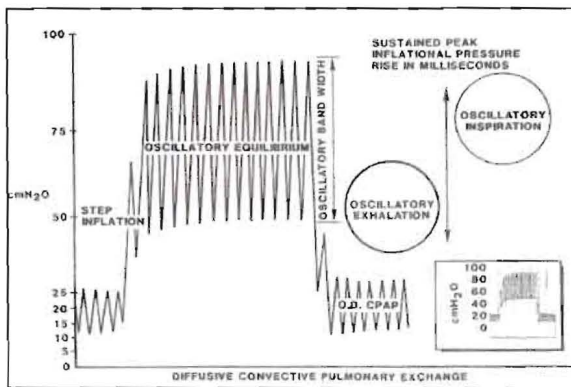 100
75
cmH₂O
50
25
20
15
10
5
0
STEP
INFLATION
OSCILLATORY EQUILIBRIUM
OSCILLATORY BAND WIDTH
SUSTAINED PEAK
INFLATIONAL PRESSURE
RISE IN MILLISECONDS
OSCILLATORY
INSPIRATION
OSCILLATORY
EXHALATION
O.D. CPAP
cmH₂O
100
80
60
40
20
0
DIFFUSIVE CONVECTIVE PULMONARY EXCHANGE